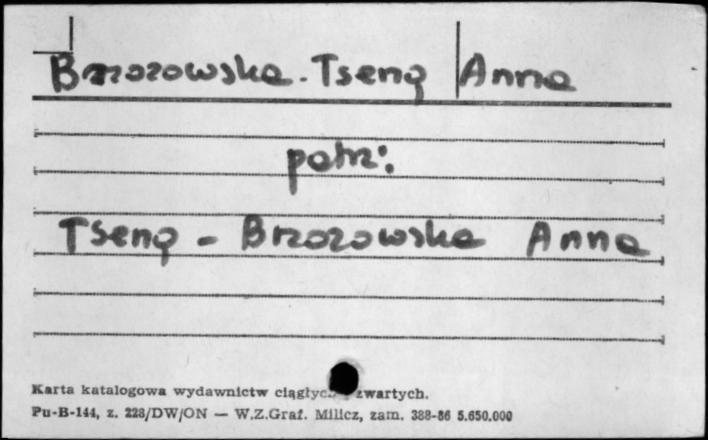 Brzozowska-Tseng Anna
patrz:
Tseng - Brzozowska Anna
Karta katalogowa wydawnictw ciągłych i zwartych.
Pu-B-144, z. 228/DW/ON — W.Z.Graf. Milicz, zam. 388-86 5.650.000